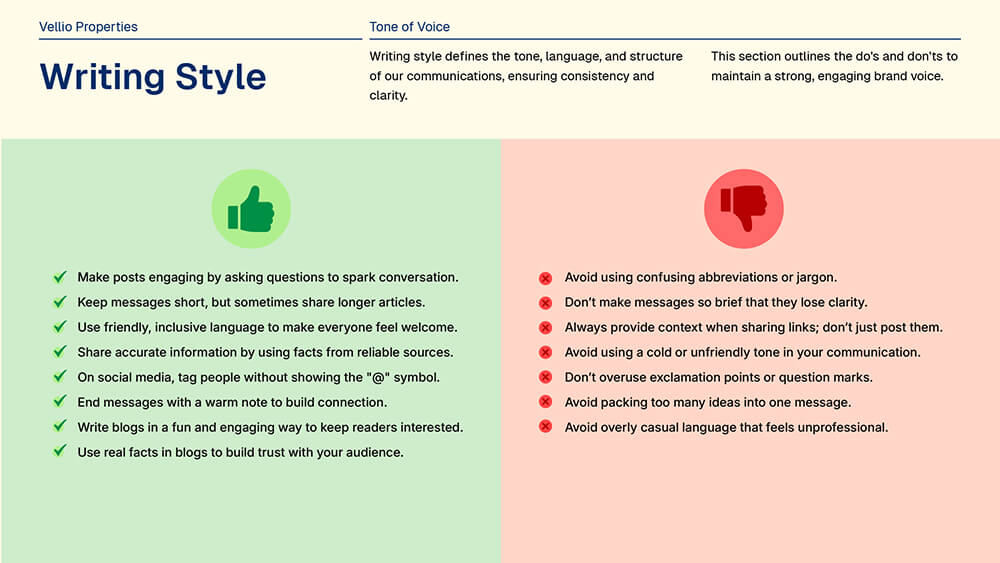 Vellio Properties
Tone of Voice
Writing Style
Writing style defines the tone, language, and structure
of our communications, ensuring consistency and
clarity.
This section outlines the do's and don'ts to
maintain a strong, engaging brand voice.
Make posts engaging by asking questions to spark conversation.
Keep messages short, but sometimes share longer articles.
Use friendly, inclusive language to make everyone feel welcome.
Share accurate information by using facts from reliable sources.
On social media, tag people without showing the "@" symbol.
End messages with a warm note to build connection.
Write blogs in a fun and engaging way to keep readers interested.
Use real facts in blogs to build trust with your audience.
Avoid using confusing abbreviations or jargon.
Don’t make messages so brief that they lose clarity.
Always provide context when sharing links; don’t just post them.
Avoid using a cold or unfriendly tone in your communication.
Don’t overuse exclamation points or question marks.
Avoid packing too many ideas into one message.
Avoid overly casual language that feels unprofessional.